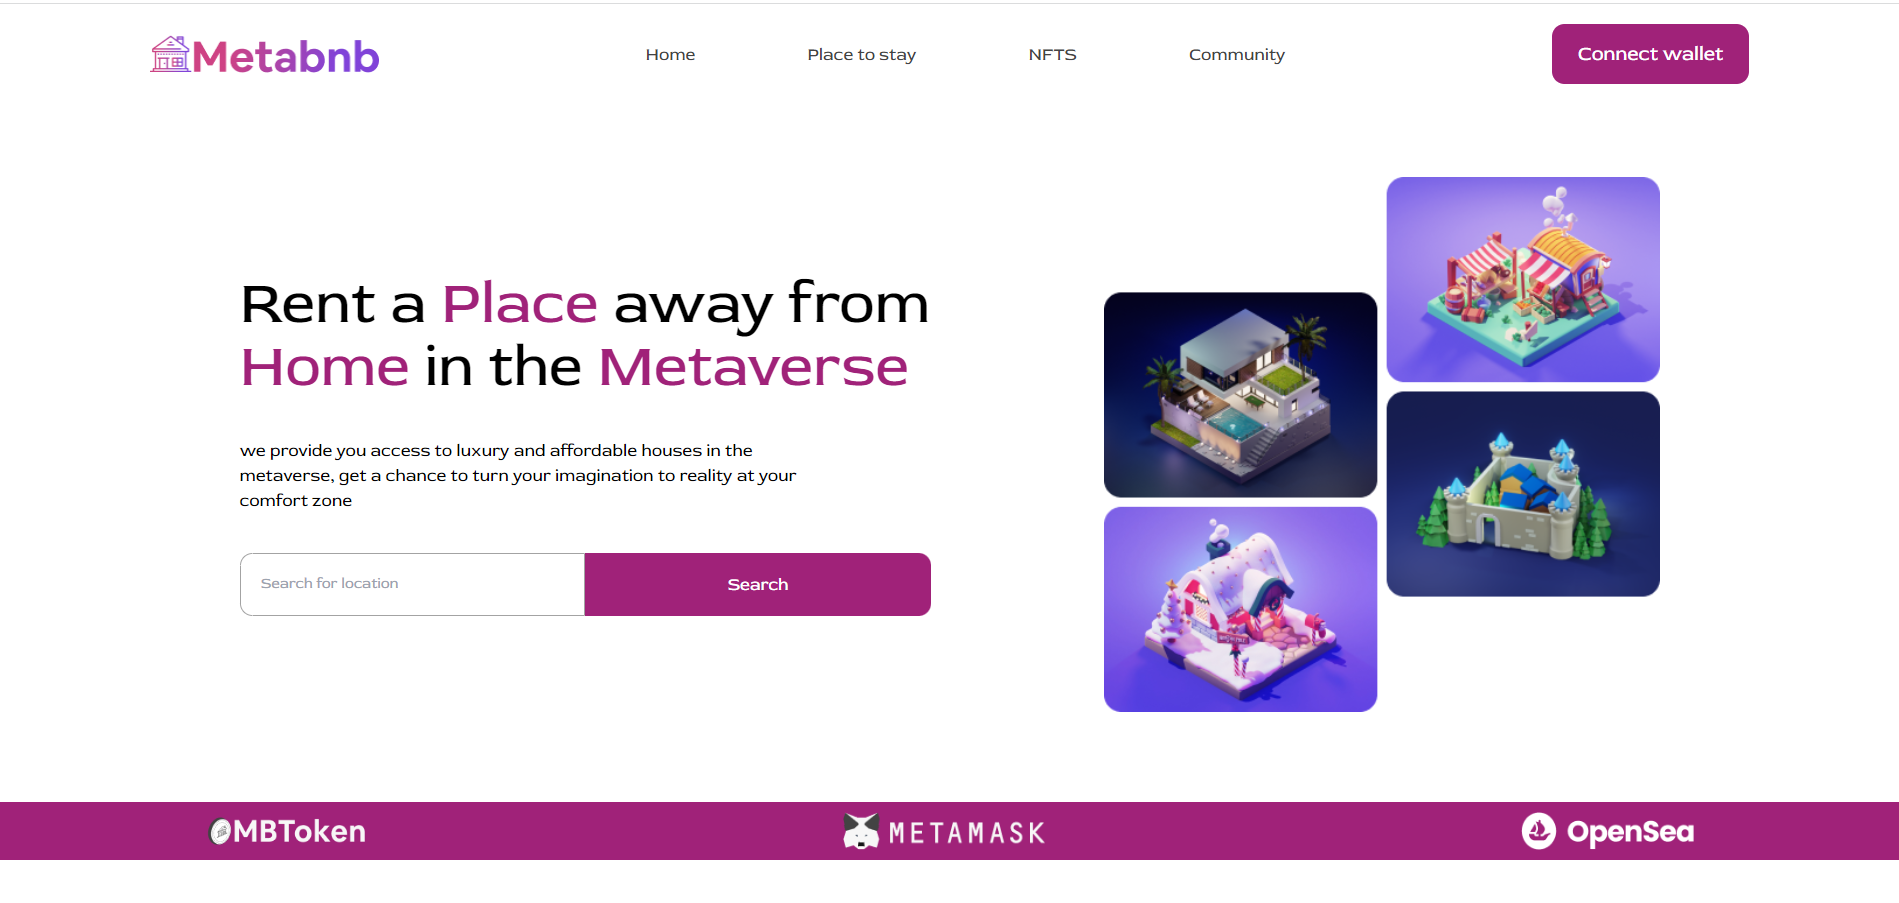 Metabnb
Home
Place to stay
NFTS
Community
Connect wallet
Rent a Place away from
Home in the Metaverse
we provide you access to luxury and affordable houses in the
metaverse, get a chance to turn your imagination to reality at your
comfort zone
Search for location
Search
MBToken
METAMASK
OpenSea